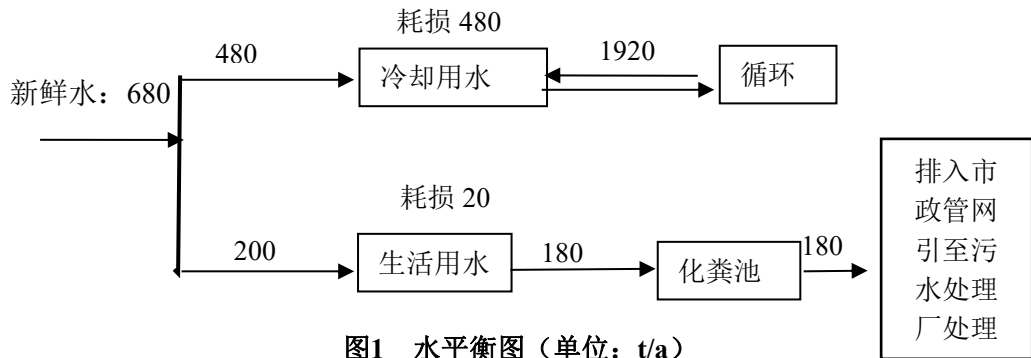 耗损 480
480
1920
冷却用水
循环
新鲜水：680
耗损 20
200
生活用水
180
化粪池
180
排入市
政管网
引至污
水处理
厂处理
图1 水平衡图（单位：t/a）